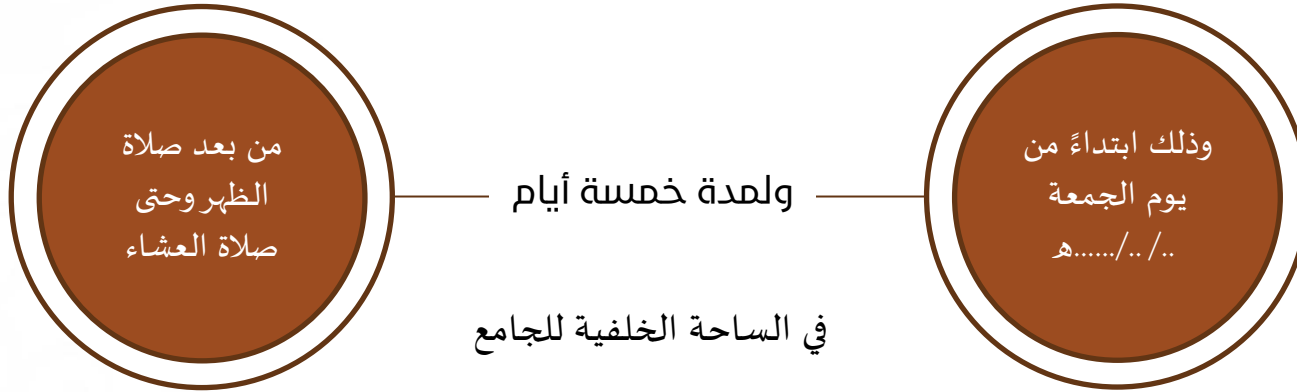 وذلك ابتداءً من
يوم الجمعة
../ ../......ه
ولمدة خمسة أيام
من بعد صلاة
الظهر وحتى
صلاة العشاء
في الساحة الخلفية للجامع